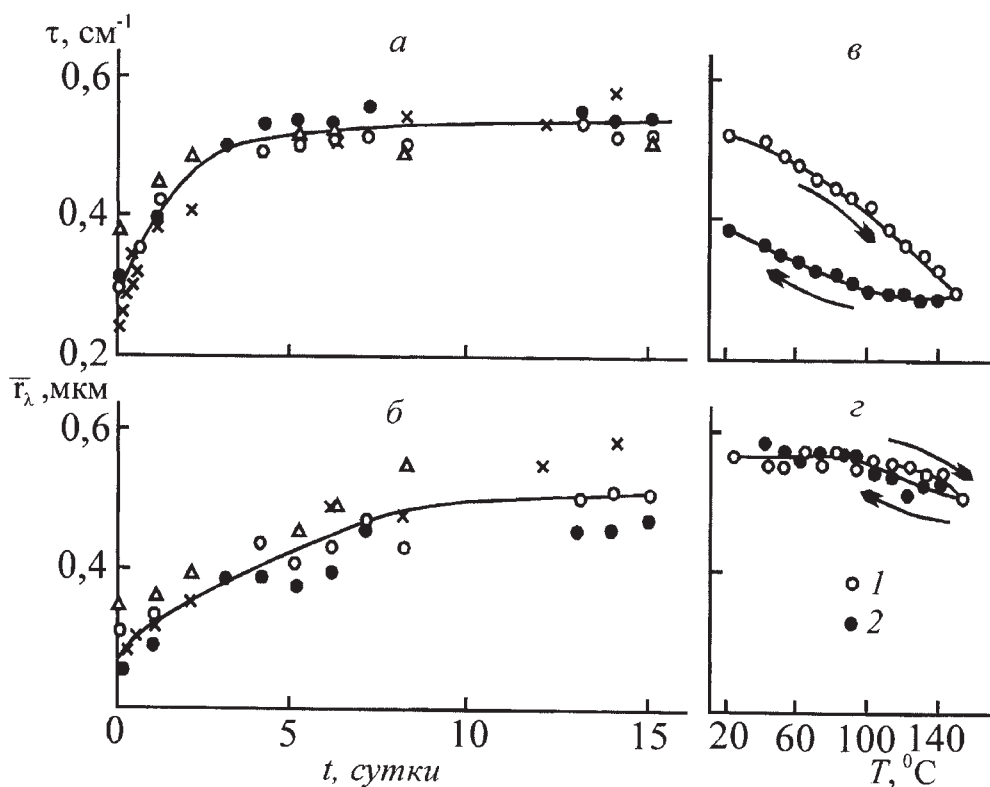 τ, см⁻¹
а
в
0,6
0,4
0,2
r̅λ ,мкм
б
г
0,6
0,4
1
2
0 5 10 15
t, сутки
20 60 100 140
T, ⁰C